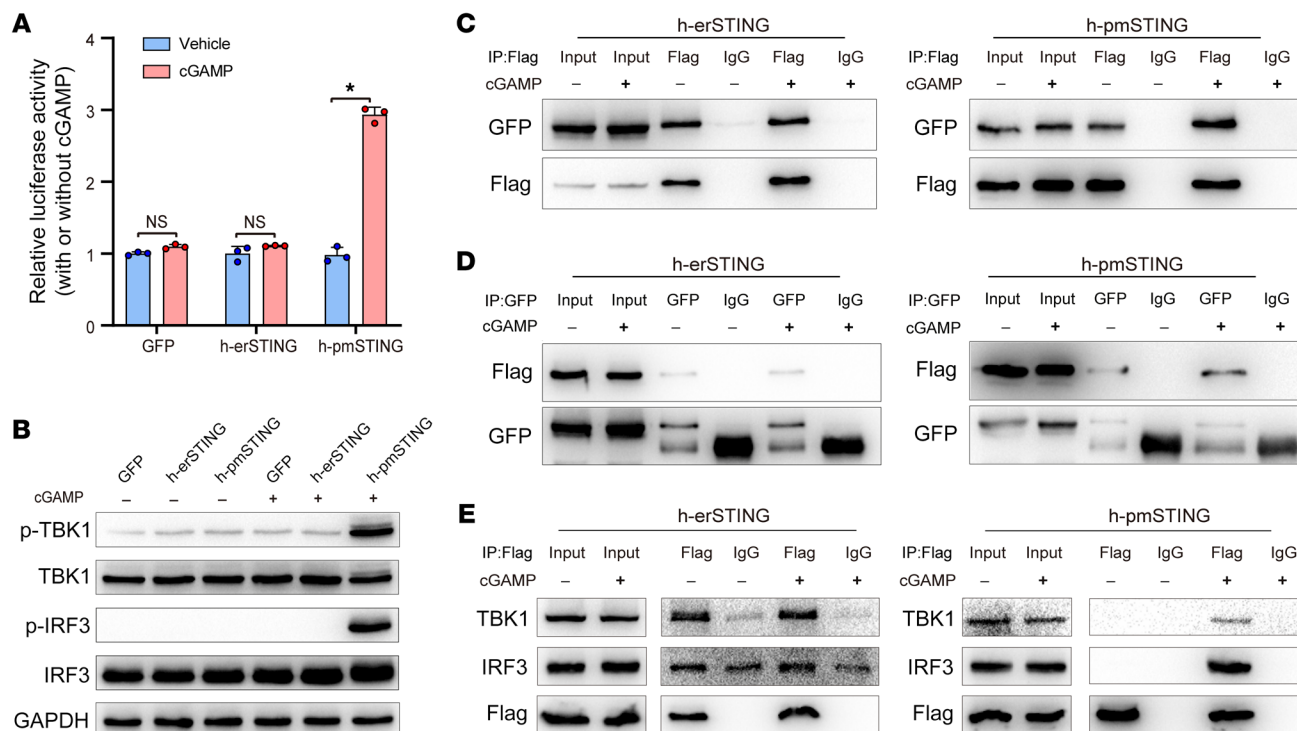 A
Relative luciferase activity
(with or without cGAMP)
4
3
2
1
0
Vehicle
cGAMP
NS
NS
*
GFP
h-erSTING
h-pmSTING
B
GFP
h-erSTING
h-pmSTING
GFP
h-erSTING
h-pmSTING
cGAMP – – – + + +
p-TBK1
TBK1
p-IRF3
IRF3
GAPDH
C
h-erSTING
IP:Flag Input Input Flag IgG Flag IgG
cGAMP – + – – + +
GFP
Flag
h-pmSTING
IP:Flag Input Input Flag IgG Flag IgG
cGAMP – + – – + +
GFP
Flag
D
h-erSTING
IP:GFP Input Input GFP IgG GFP IgG
cGAMP – + – – + +
Flag
GFP
h-pmSTING
IP:GFP Input Input GFP IgG GFP IgG
cGAMP – + – – + +
Flag
GFP
E
h-erSTING
IP:Flag Input Input Flag IgG Flag IgG
cGAMP – + – – + +
TBK1
IRF3
Flag
h-pmSTING
IP:Flag Input Input Flag IgG Flag IgG
cGAMP – + – – + +
TBK1
IRF3
Flag